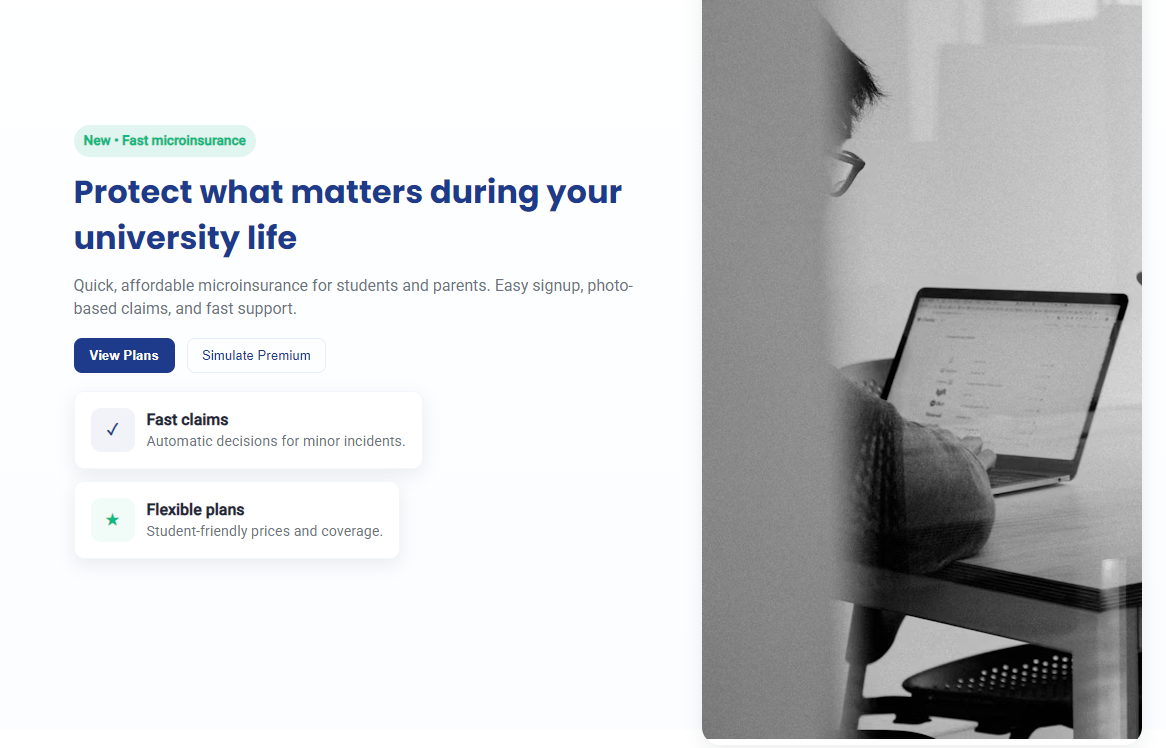 New • Fast microinsurance
Protect what matters during your
university life
Quick, affordable microinsurance for students and parents. Easy signup, photo-
based claims, and fast support.
View Plans
Simulate Premium
✓
Fast claims
Automatic decisions for minor incidents.
★
Flexible plans
Student-friendly prices and coverage.